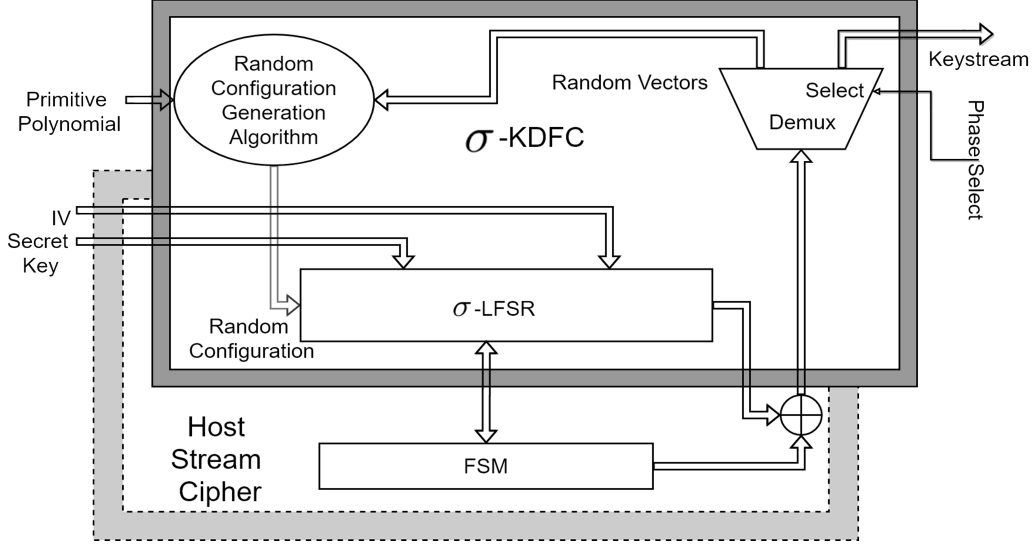 Keystream
Random
Configuration
Generation
Algorithm
Random Vectors
Select
Demux
Primitive
Polynomial
σ-KDFC
Phase Select
IV
Secret
Key
σ-LFSR
Random
Configuration
Host
Stream
Cipher
FSM